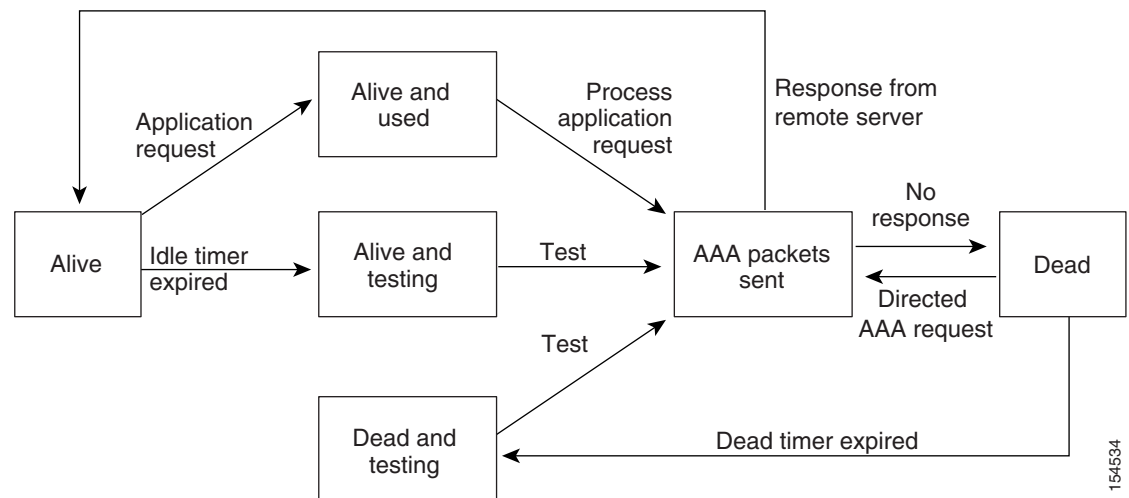 Alive and
used
Application
request
Process
application
request
Response from
remote server
No
response
Alive
Idle timer
expired
Alive and
testing
Test
AAA packets
sent
Dead
Directed
AAA request
Test
Dead and
testing
Dead timer expired
154534